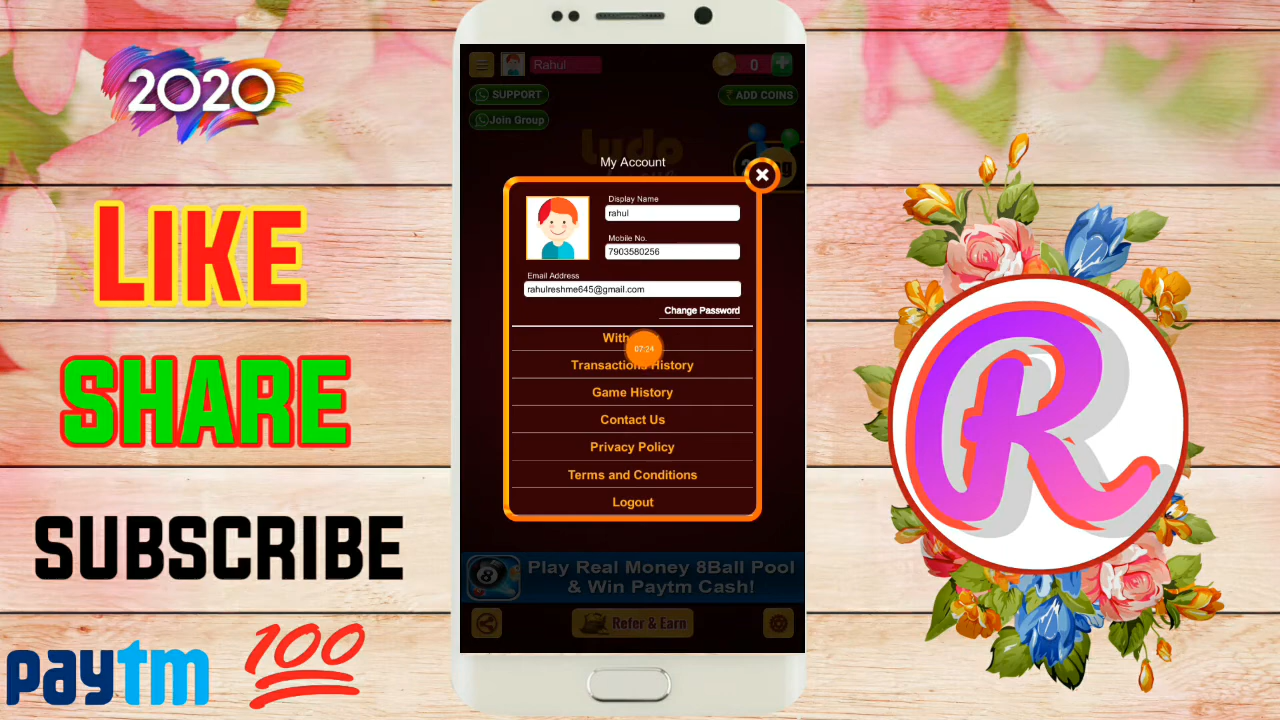 2020
LIKE
SHARE
SUBSCRIBE
paytm
100
Rahul
0
SUPPORT
ADD COINS
Join Group
Ludo
My Account
Display Name
rahul
Mobile No.
7903580256
Email Address
rahulreshme645@gmail.com
Change Password
With
07:24
Transactions History
Game History
Contact Us
Privacy Policy
Terms and Conditions
Logout
8
Play Real Money 8Ball Pool
& Win Paytm Cash!
Refer & Earn
R